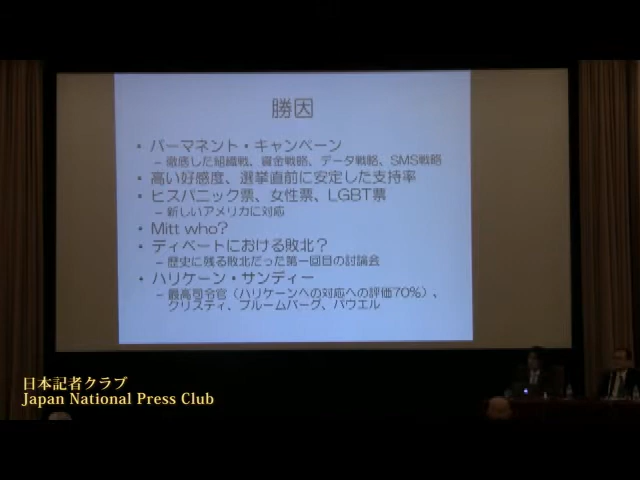 勝因
・パーマネント・キャンペーン
– 徹底した組織戦、資金戦略、データ戦略、SMS戦略
・高い好感度、選挙直前に安定した支持率
・ヒスパニック票、女性票、LGBT票
– 新しいアメリカに対応
・Mitt who?
・ディベートにおける敗北？
– 歴史に残る敗北だった第一回目の討論会
・ハリケーン・サンディー
– 最高司令官（ハリケーンへの対応への評価70%）、
クリスティ、ブルームバーグ、パウエル
日本記者クラブ
Japan National Press Club